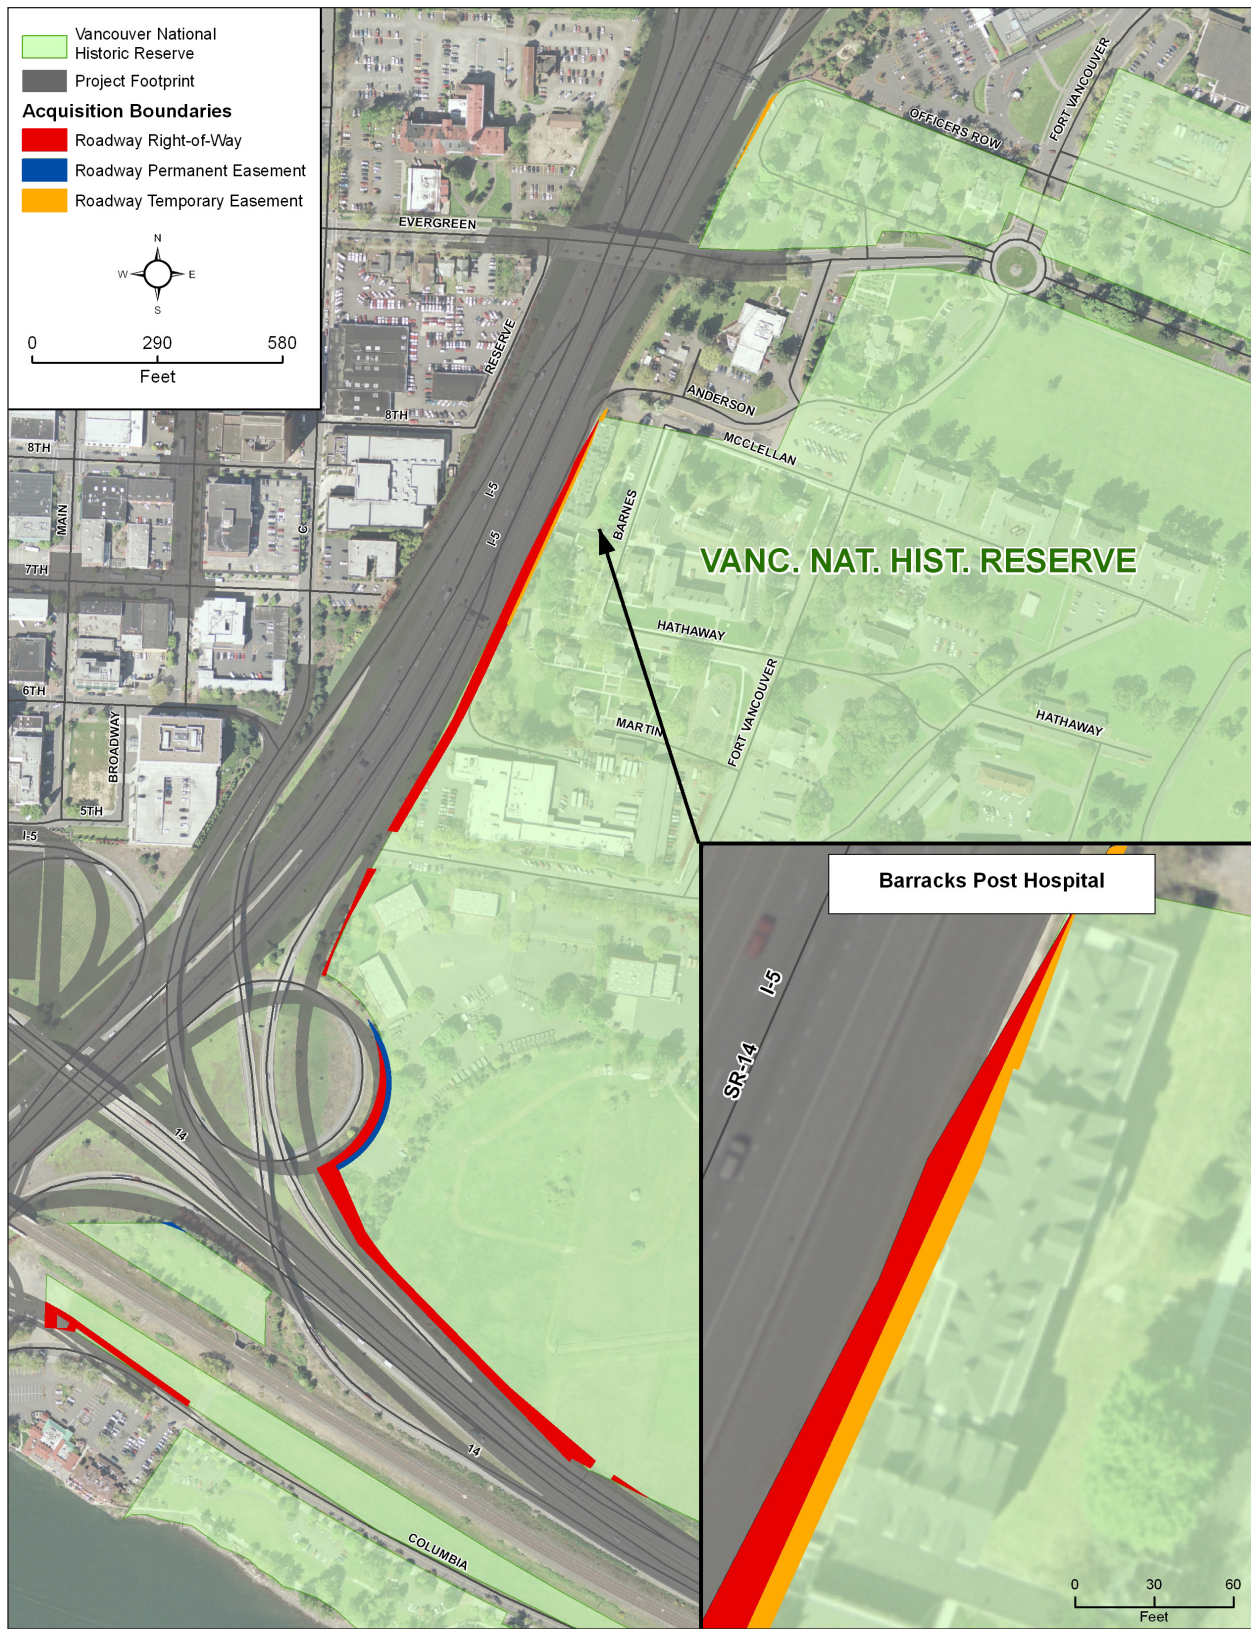 Vancouver National
Historic Reserve
Project Footprint
Acquisition Boundaries
Roadway Right-of-Way
Roadway Permanent Easement
Roadway Temporary Easement
N
W E
S
0 290 580
Feet
OFFICERS ROW
FORT VANCOUVER
EVERGREEN
RESERVE
ANDERSON
8TH
MCCLELLAN
8TH
MAIN
C
I-5
I-5
BARNES
VANC. NAT. HIST. RESERVE
7TH
HATHAWAY
6TH
BROADWAY
MARTIN
FORT VANCOUVER
HATHAWAY
5TH
I-5
14
14
COLUMBIA
Barracks Post Hospital
I-5
SR-14
0 30 60
Feet